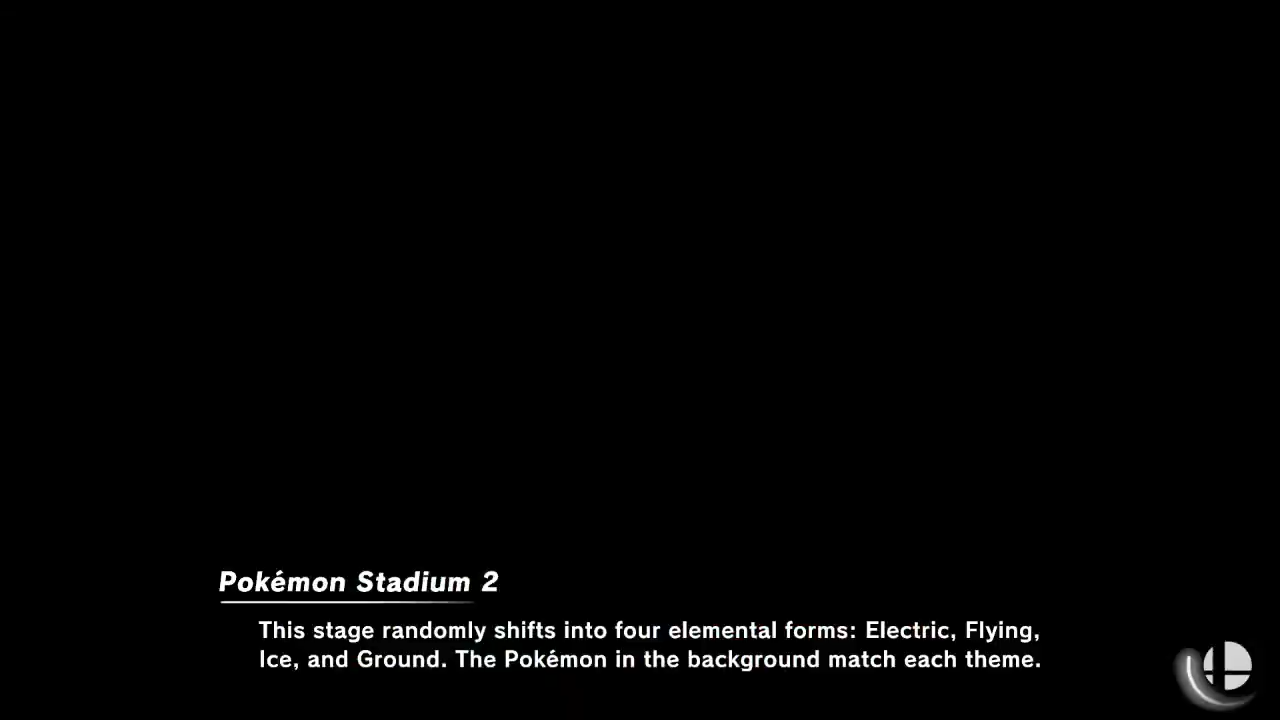 Pokémon Stadium 2
This stage randomly shifts into four elemental forms: Electric, Flying,
Ice, and Ground. The Pokémon in the background match each theme.